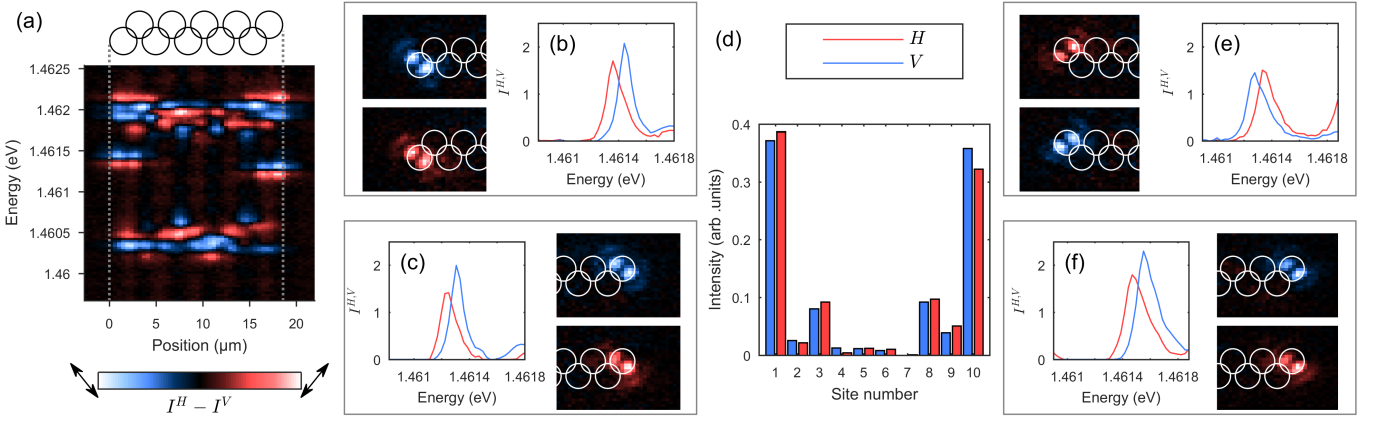 (a)
1.4625
1.462
1.4615
1.461
1.4605
1.46
Energy (eV)
0
5
10
15
20
Position (µm)
I^H − I^V
(b)
2
1
0
I^{H,V}
1.461
1.4614
1.4618
Energy (eV)
(c)
2
1
0
I^{H,V}
1.461
1.4614
1.4618
Energy (eV)
(d)
H
V
0.4
0.3
0.2
0.1
0
Intensity (arb .units)
1 2 3 4 5 6 7 8 9 10
Site number
(e)
2
1
0
I^{H,V}
1.461
1.4614
1.4618
Energy (eV)
(f)
2
1
0
I^{H,V}
1.461
1.4614
1.4618
Energy (eV)